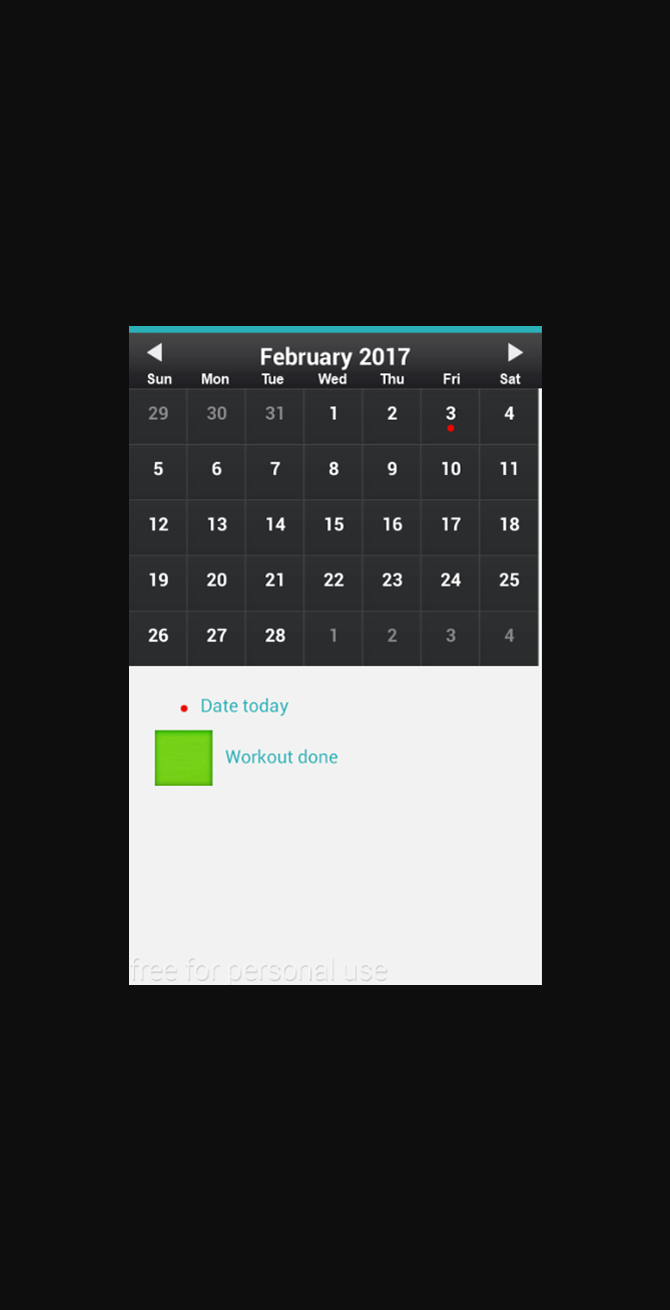 February 2017
Sun Mon Tue Wed Thu Fri Sat
29 30 31 1 2 3 4
5 6 7 8 9 10 11
12 13 14 15 16 17 18
19 20 21 22 23 24 25
26 27 28 1 2 3 4
Date today
Workout done
free for personal use